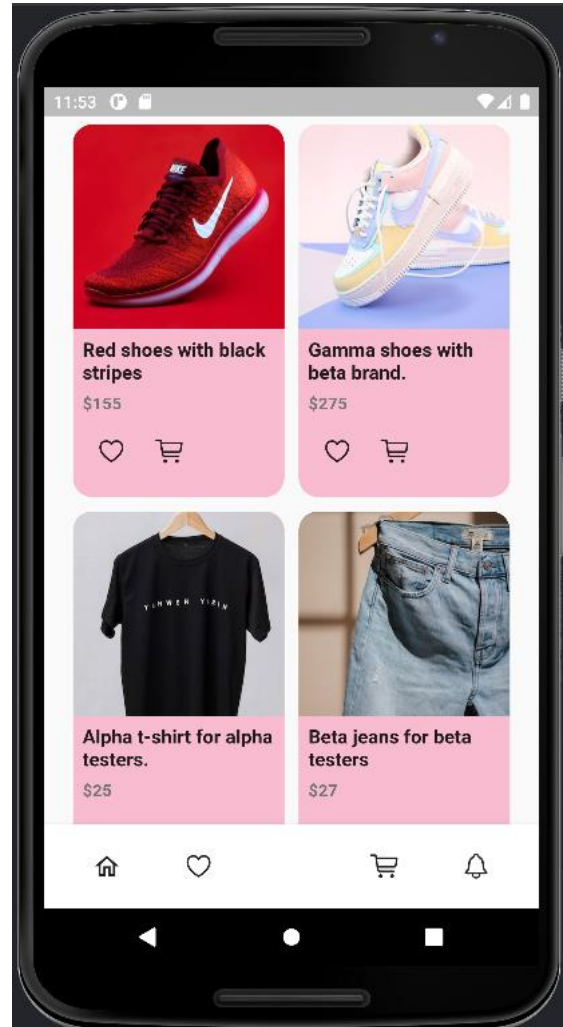 11:53
NIKE
Red shoes with black
stripes
$155
Gamma shoes with
beta brand.
$275
Alpha t-shirt for alpha
testers.
$25
Beta jeans for beta
testers
$27